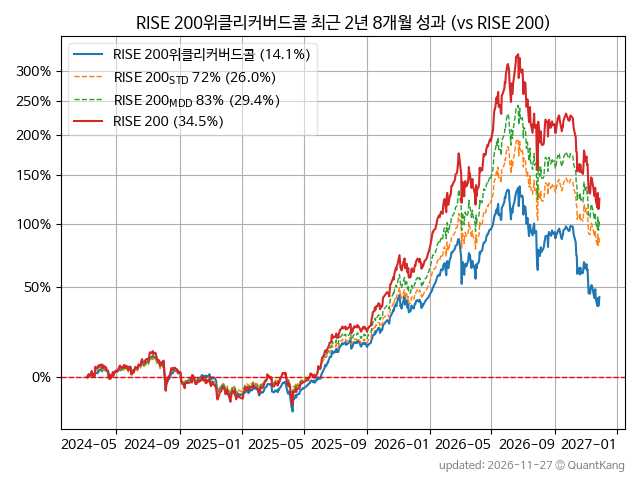 RISE 200위클리커버드콜 최근 2년 8개월 성과 (vs RISE 200)
RISE 200위클리커버드콜 (14.1%)
RISE 200STD 72% (26.0%)
RISE 200MDD 83% (29.4%)
RISE 200 (34.5%)
300%
250%
200%
150%
100%
50%
0%
2024-05 2024-09 2025-01 2025-05 2025-09 2026-01 2026-05 2026-09 2027-01
updated: 2026-11-27 © QuantKang